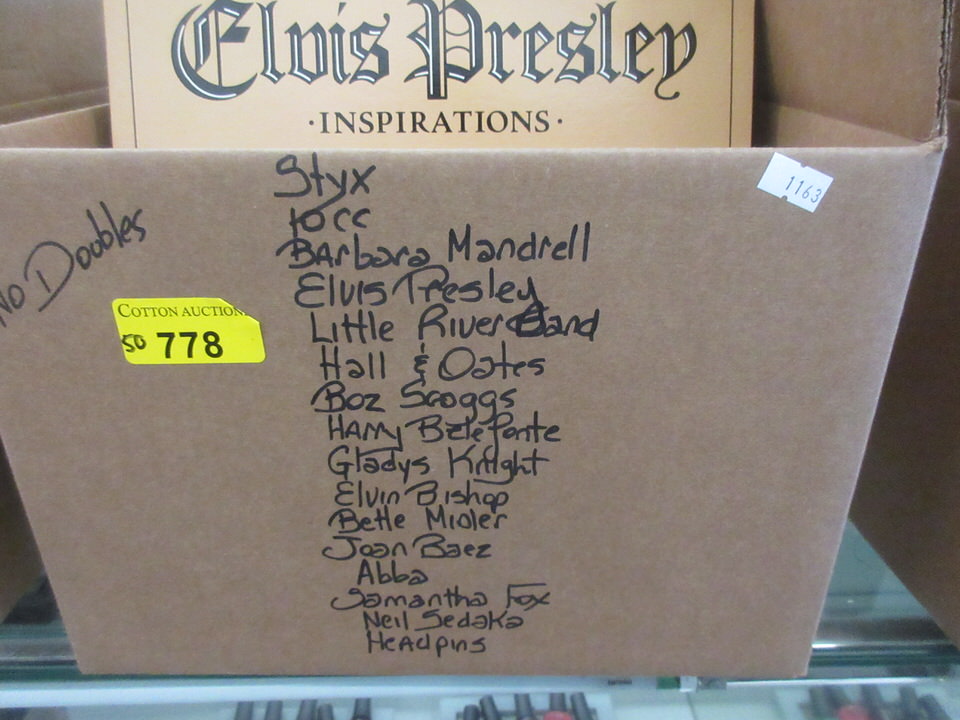 Elvis Presley
·INSPIRATIONS·
Styx
10cc
BArbara Mandrell
Elvis Presley
Little River Band
Hall & Oates
Boz Scaggs
HArry BelefonTe
Gladys Knight
Elvin Bishop
Bette Midler
Joan Baez
Abba
Samantha Fox
Neil Sedaka
HeAdpins
No Doubles
COTTON AUCTION
50 778
1163